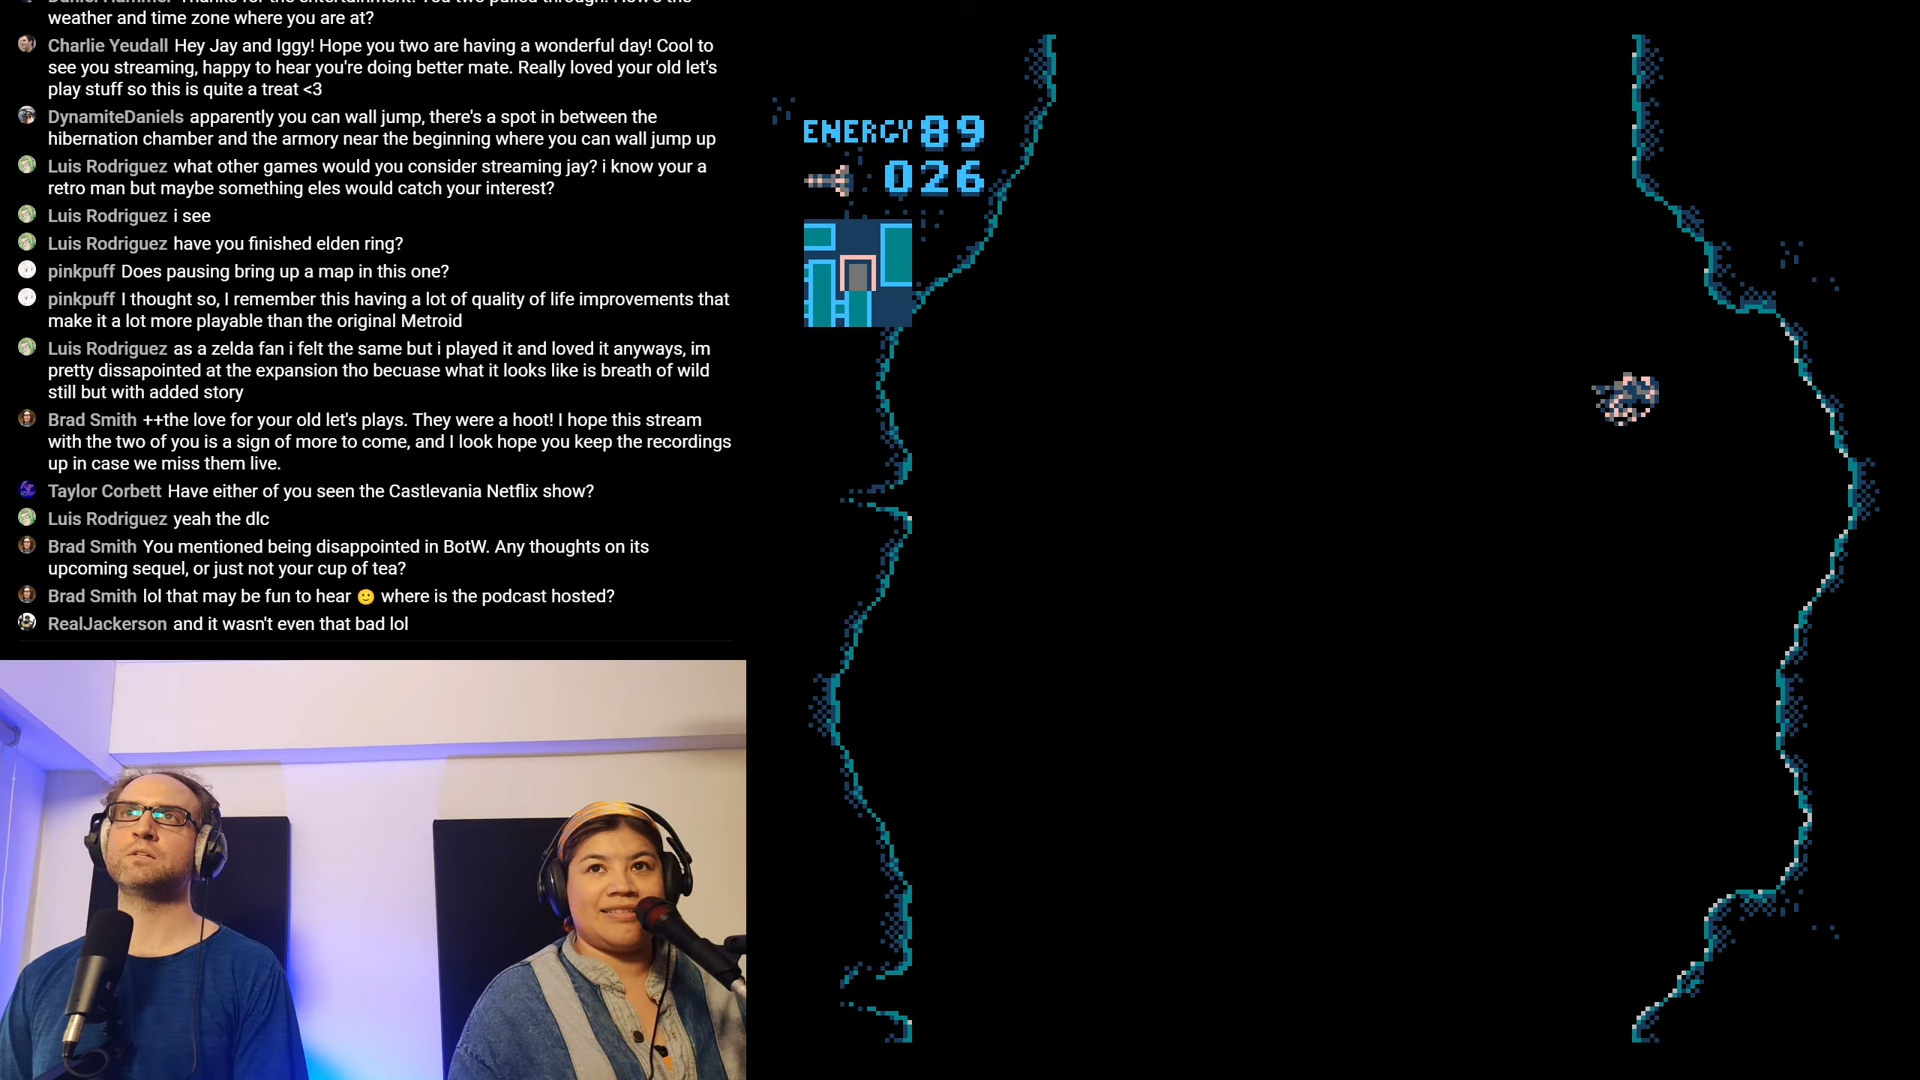 weather and time zone where you are at?
Charlie Yeudall Hey Jay and Iggy! Hope you two are having a wonderful day! Cool to
see you streaming, happy to hear you're doing better mate. Really loved your old let's
play stuff so this is quite a treat <3
DynamiteDaniels apparently you can wall jump, there's a spot in between the
hibernation chamber and the armory near the beginning where you can wall jump up
Luis Rodriguez what other games would you consider streaming jay? i know your a
retro man but maybe something eles would catch your interest?
Luis Rodriguez i see
Luis Rodriguez have you finished elden ring?
pinkpuff Does pausing bring up a map in this one?
pinkpuff I thought so, I remember this having a lot of quality of life improvements that
make it a lot more playable than the original Metroid
Luis Rodriguez as a zelda fan i felt the same but i played it and loved it anyways, im
pretty dissapointed at the expansion tho becuase what it looks like is breath of wild
still but with added story
Brad Smith ++the love for your old let's plays. They were a hoot! I hope this stream
with the two of you is a sign of more to come, and I look hope you keep the recordings
up in case we miss them live.
Taylor Corbett Have either of you seen the Castlevania Netflix show?
Luis Rodriguez yeah the dlc
Brad Smith You mentioned being disappointed in BotW. Any thoughts on its
upcoming sequel, or just not your cup of tea?
Brad Smith lol that may be fun to hear 🙂 where is the podcast hosted?
RealJackerson and it wasn't even that bad lol
ENERGY 89
026